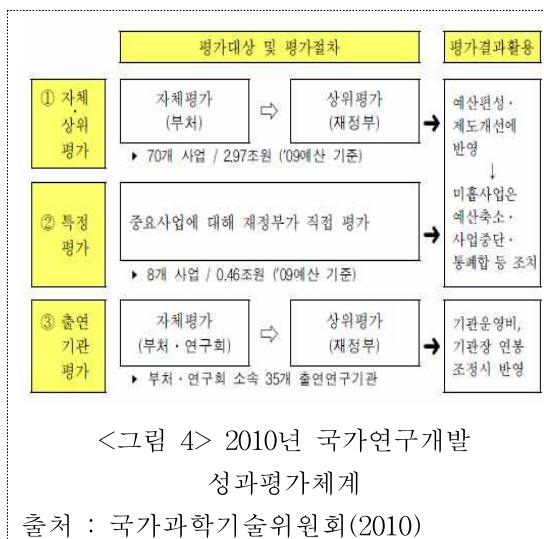 평가대상 및 평가절차
평가결과활용
① 자체
·
상위
평가
자체평가
(부처)
⇨
상위평가
(재정부)
➔
▸ 70개 사업 / 2.97조원 ('09예산 기준)
② 특정
평가
중요사업에 대해 재정부가 직접 평가
➔
▸ 8개 사업 / 0.46조원 ('09예산 기준)
예산편성·
제도개선에
반영
↓
미흡사업은
예산축소·
사업중단·
통폐합 등 조치
③ 출연
기관
평가
자체평가
(부처·연구회)
⇨
상위평가
(재정부)
➔
▸ 부처·연구회 소속 35개 출연연구기관
기관운영비,
기관장 연봉
조정시 반영
<그림 4> 2010년 국가연구개발
성과평가체계
출처 : 국가과학기술위원회(2010)